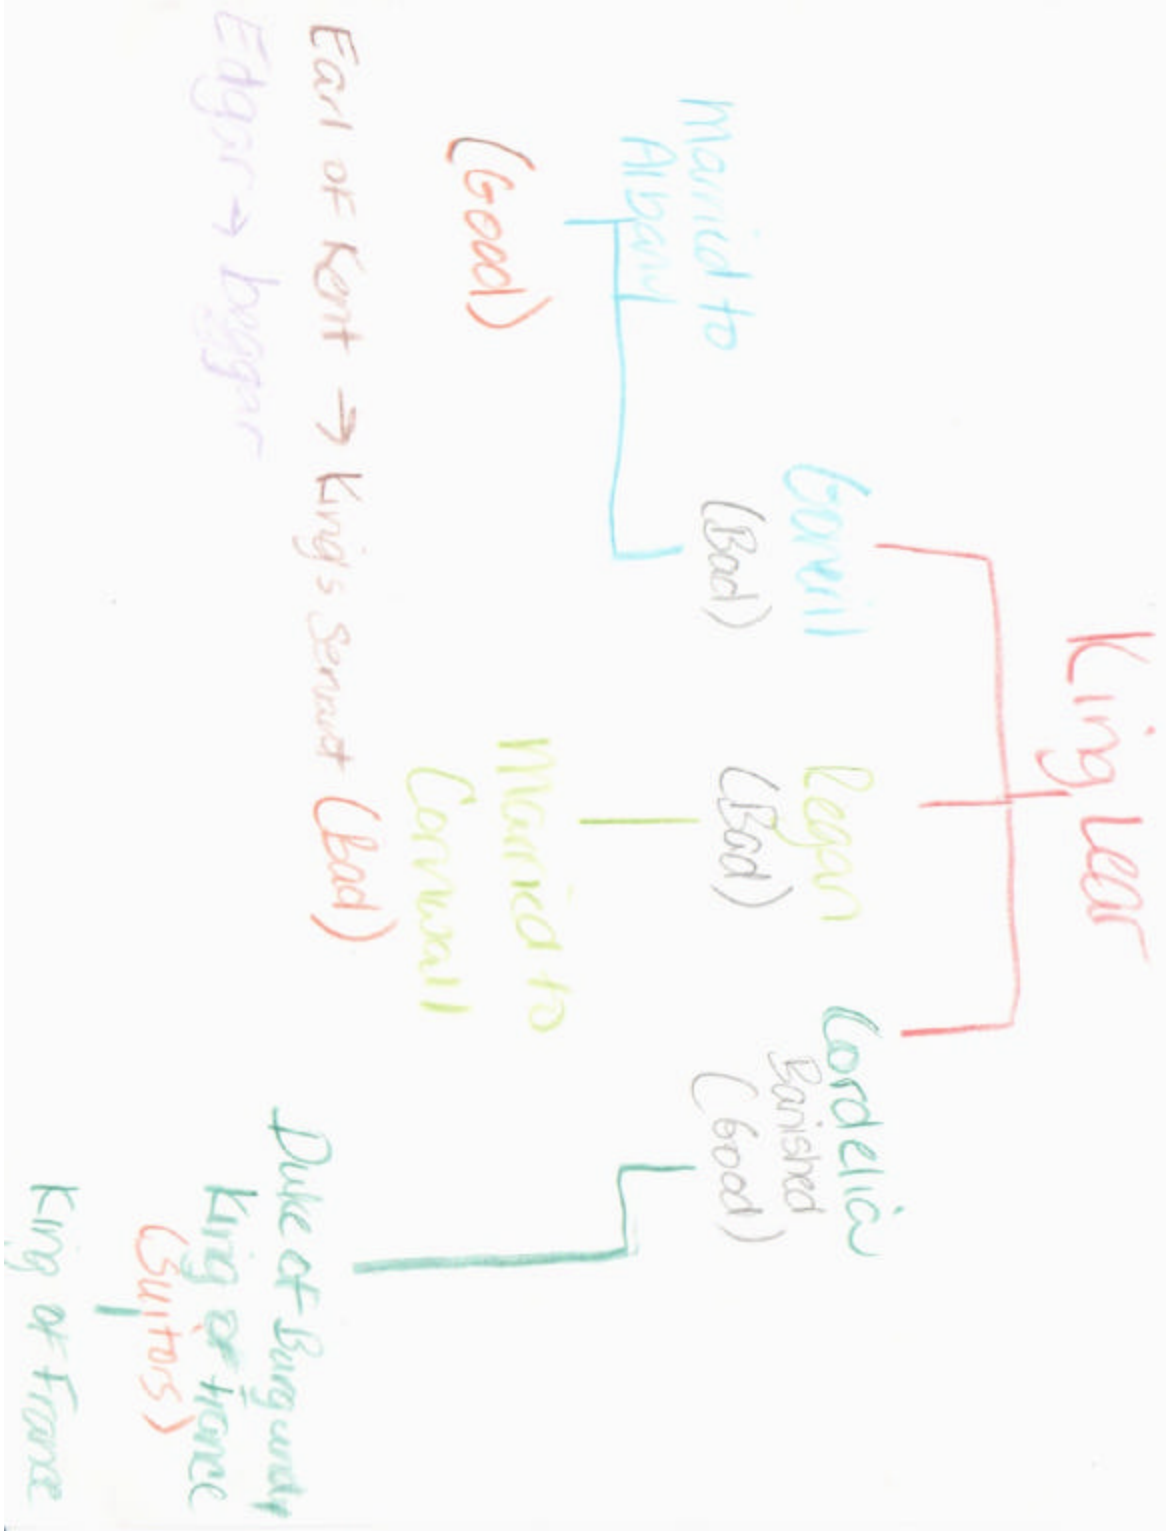 King Lear
Goneril
(Bad)
Married to
Albany
(Good)
Regan
(Bad)
Married to
Cornwall
Cordelia
Banished
(Good)
Duke of Burgundy
King of France
(Suitors)
King of France
Earl of Kent → King's servant (bad)
Edgar → beggar